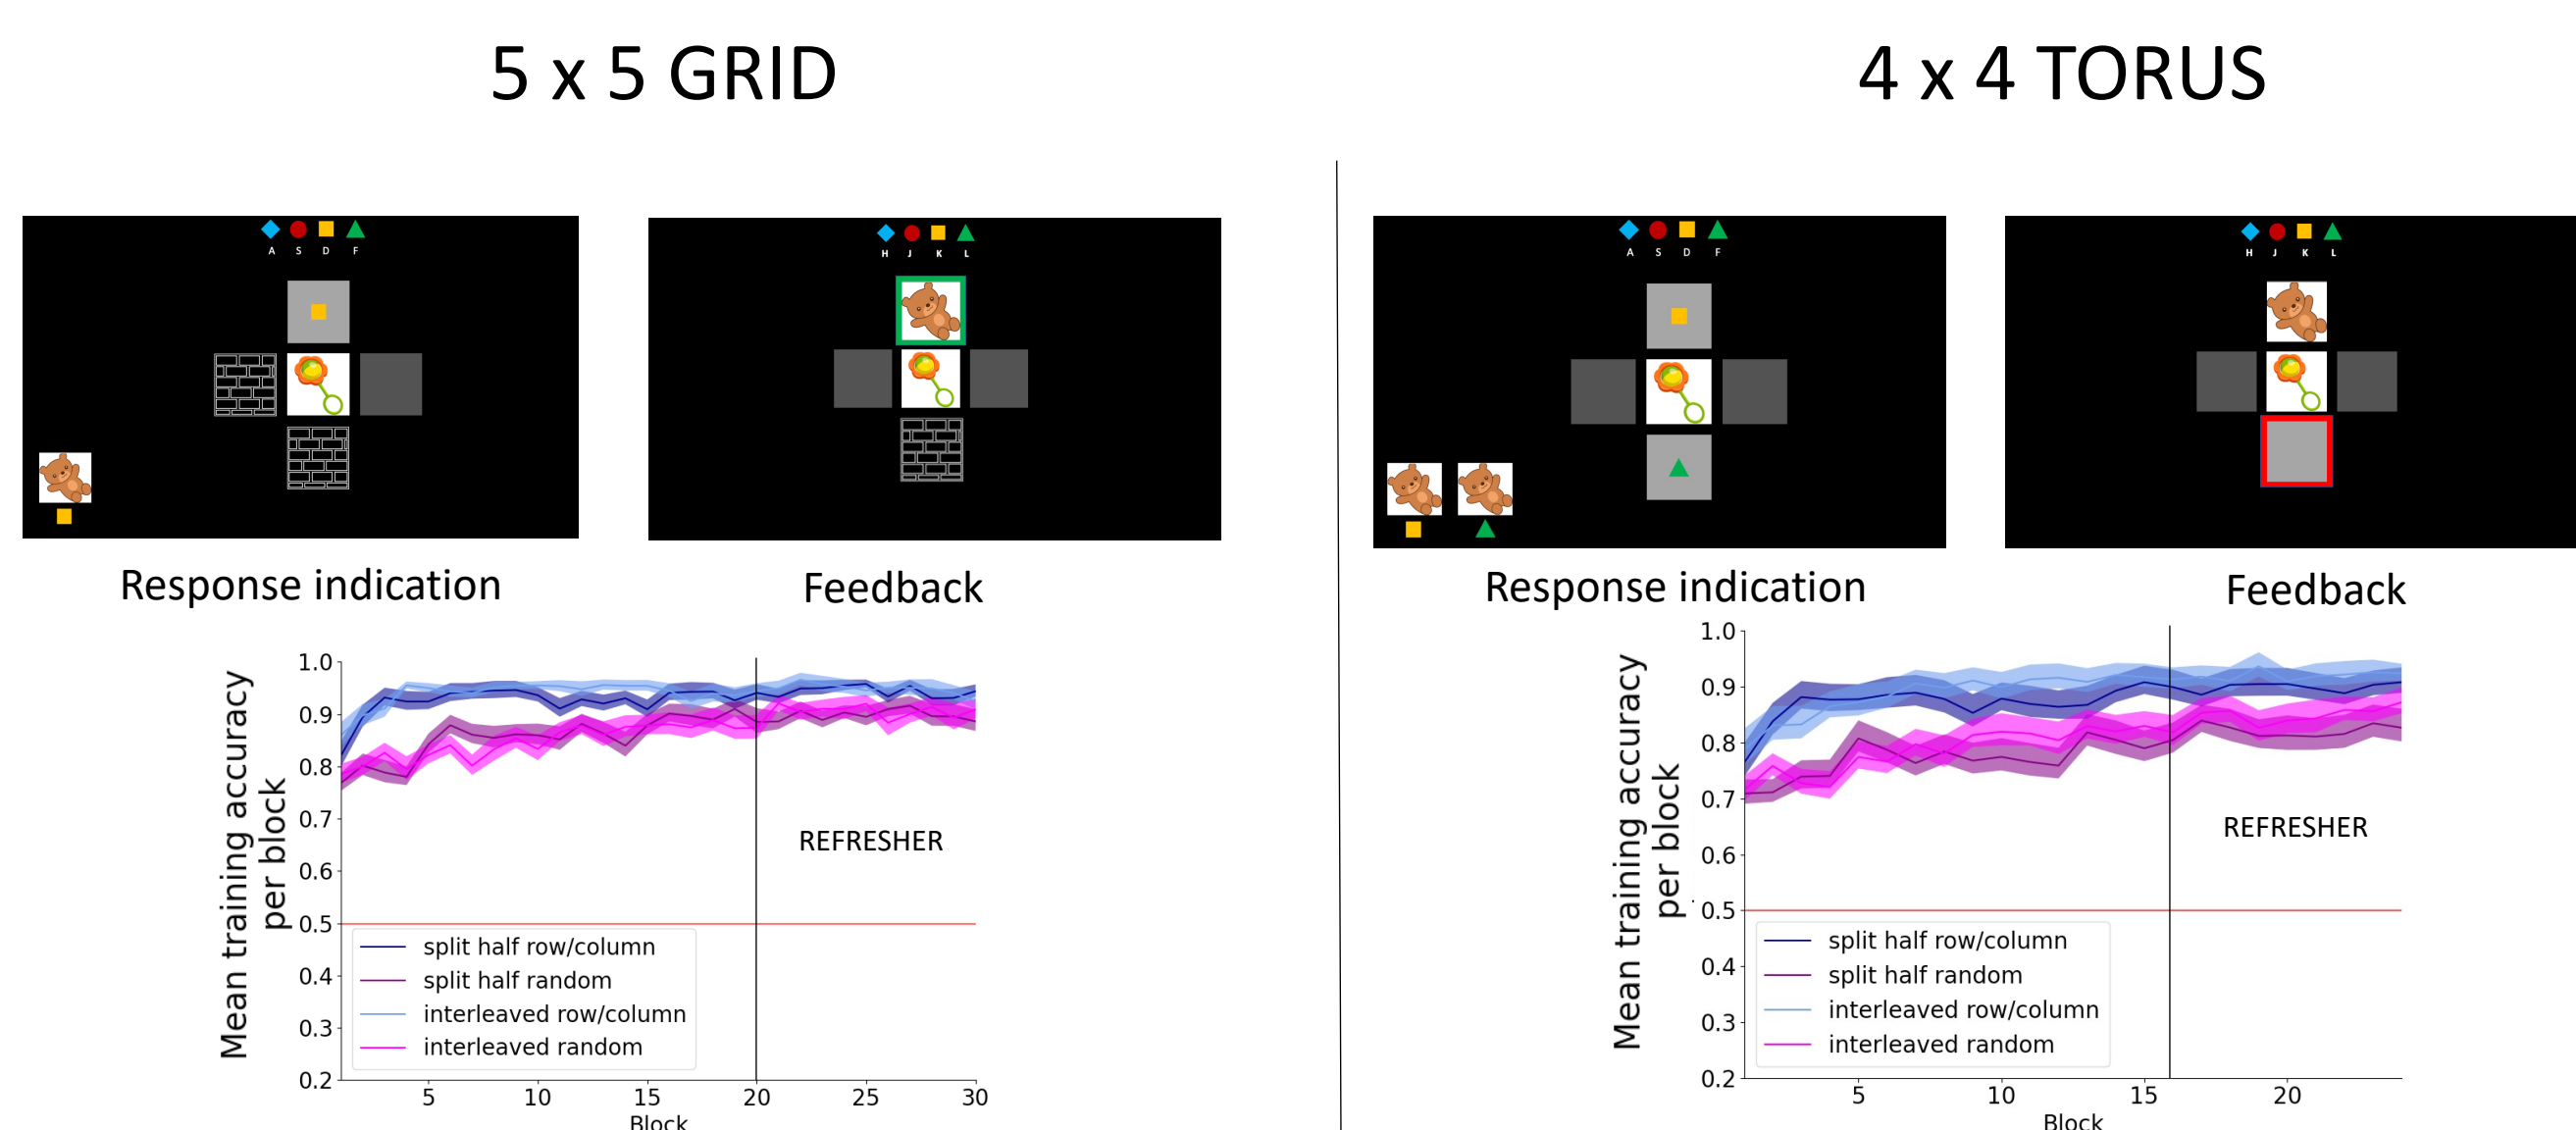 5 x 5 GRID
4 x 4 TORUS
A S D F
H J K L
A S D F
H J K L
Response indication
Feedback
Response indication
Feedback
Mean training accuracy
per block
1.0
0.9
0.8
0.7
0.6
0.5
0.4
0.3
0.2
REFRESHER
split half row/column
split half random
interleaved row/column
interleaved random
5 10 15 20 25 30
Block
Mean training accuracy
per block
1.0
0.9
0.8
0.7
0.6
0.5
0.4
0.3
0.2
REFRESHER
split half row/column
split half random
interleaved row/column
interleaved random
5 10 15 20
Block